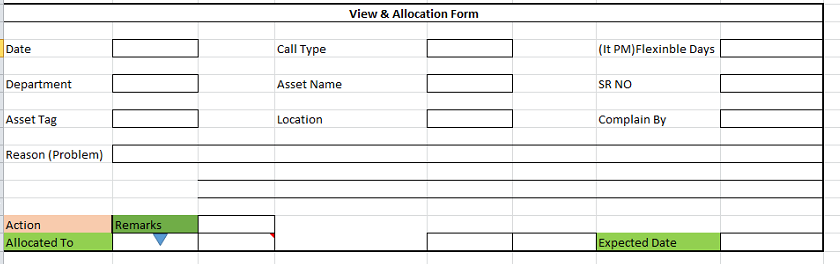 View & Allocation Form
Date Call Type (It PM)Flexinble Days
Department Asset Name SR NO
Asset Tag Location Complain By
Reason (Problem)
Action Remarks
Allocated To Expected Date